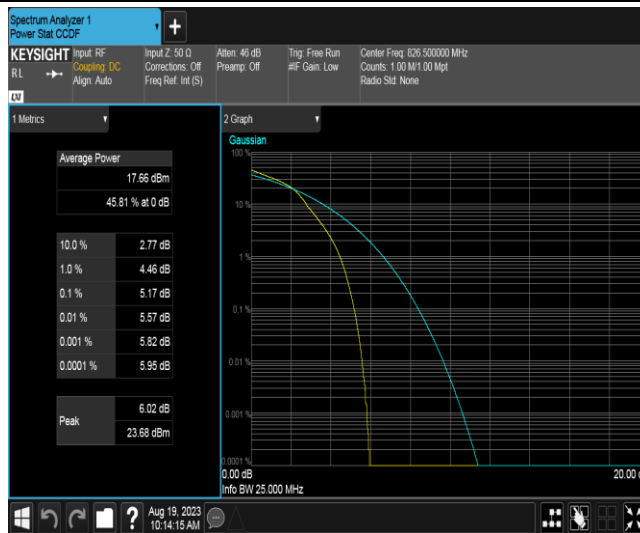 Spectrum Analyzer 1
Power Stat CCDF
+
KEYSIGHT
RL
Input: RF
Coupling: DC
Align: Auto
Input Z: 50 Ω
Corrections: Off
Freq Ref: Int (S)
Atten: 46 dB
Preamp: Off
Trig: Free Run
#IF Gain: Low
Center Freq: 826.500000 MHz
Counts: 1.00 M/1.00 Mpt
Radio Std: None
1 Metrics
Average Power
17.66 dBm
45.81 % at 0 dB
10.0 % 2.77 dB
1.0 % 4.46 dB
0.1 % 5.17 dB
0.01 % 5.57 dB
0.001 % 5.82 dB
0.0001 % 5.95 dB
Peak
6.02 dB
23.68 dBm
2 Graph
Gaussian
100 %
10 %
1 %
0.1 %
0.01 %
0.001 %
0.0001 %
0.00 dB
20.00
Info BW 25.000 MHz
?
Aug 19, 2023
10:14:15 AM